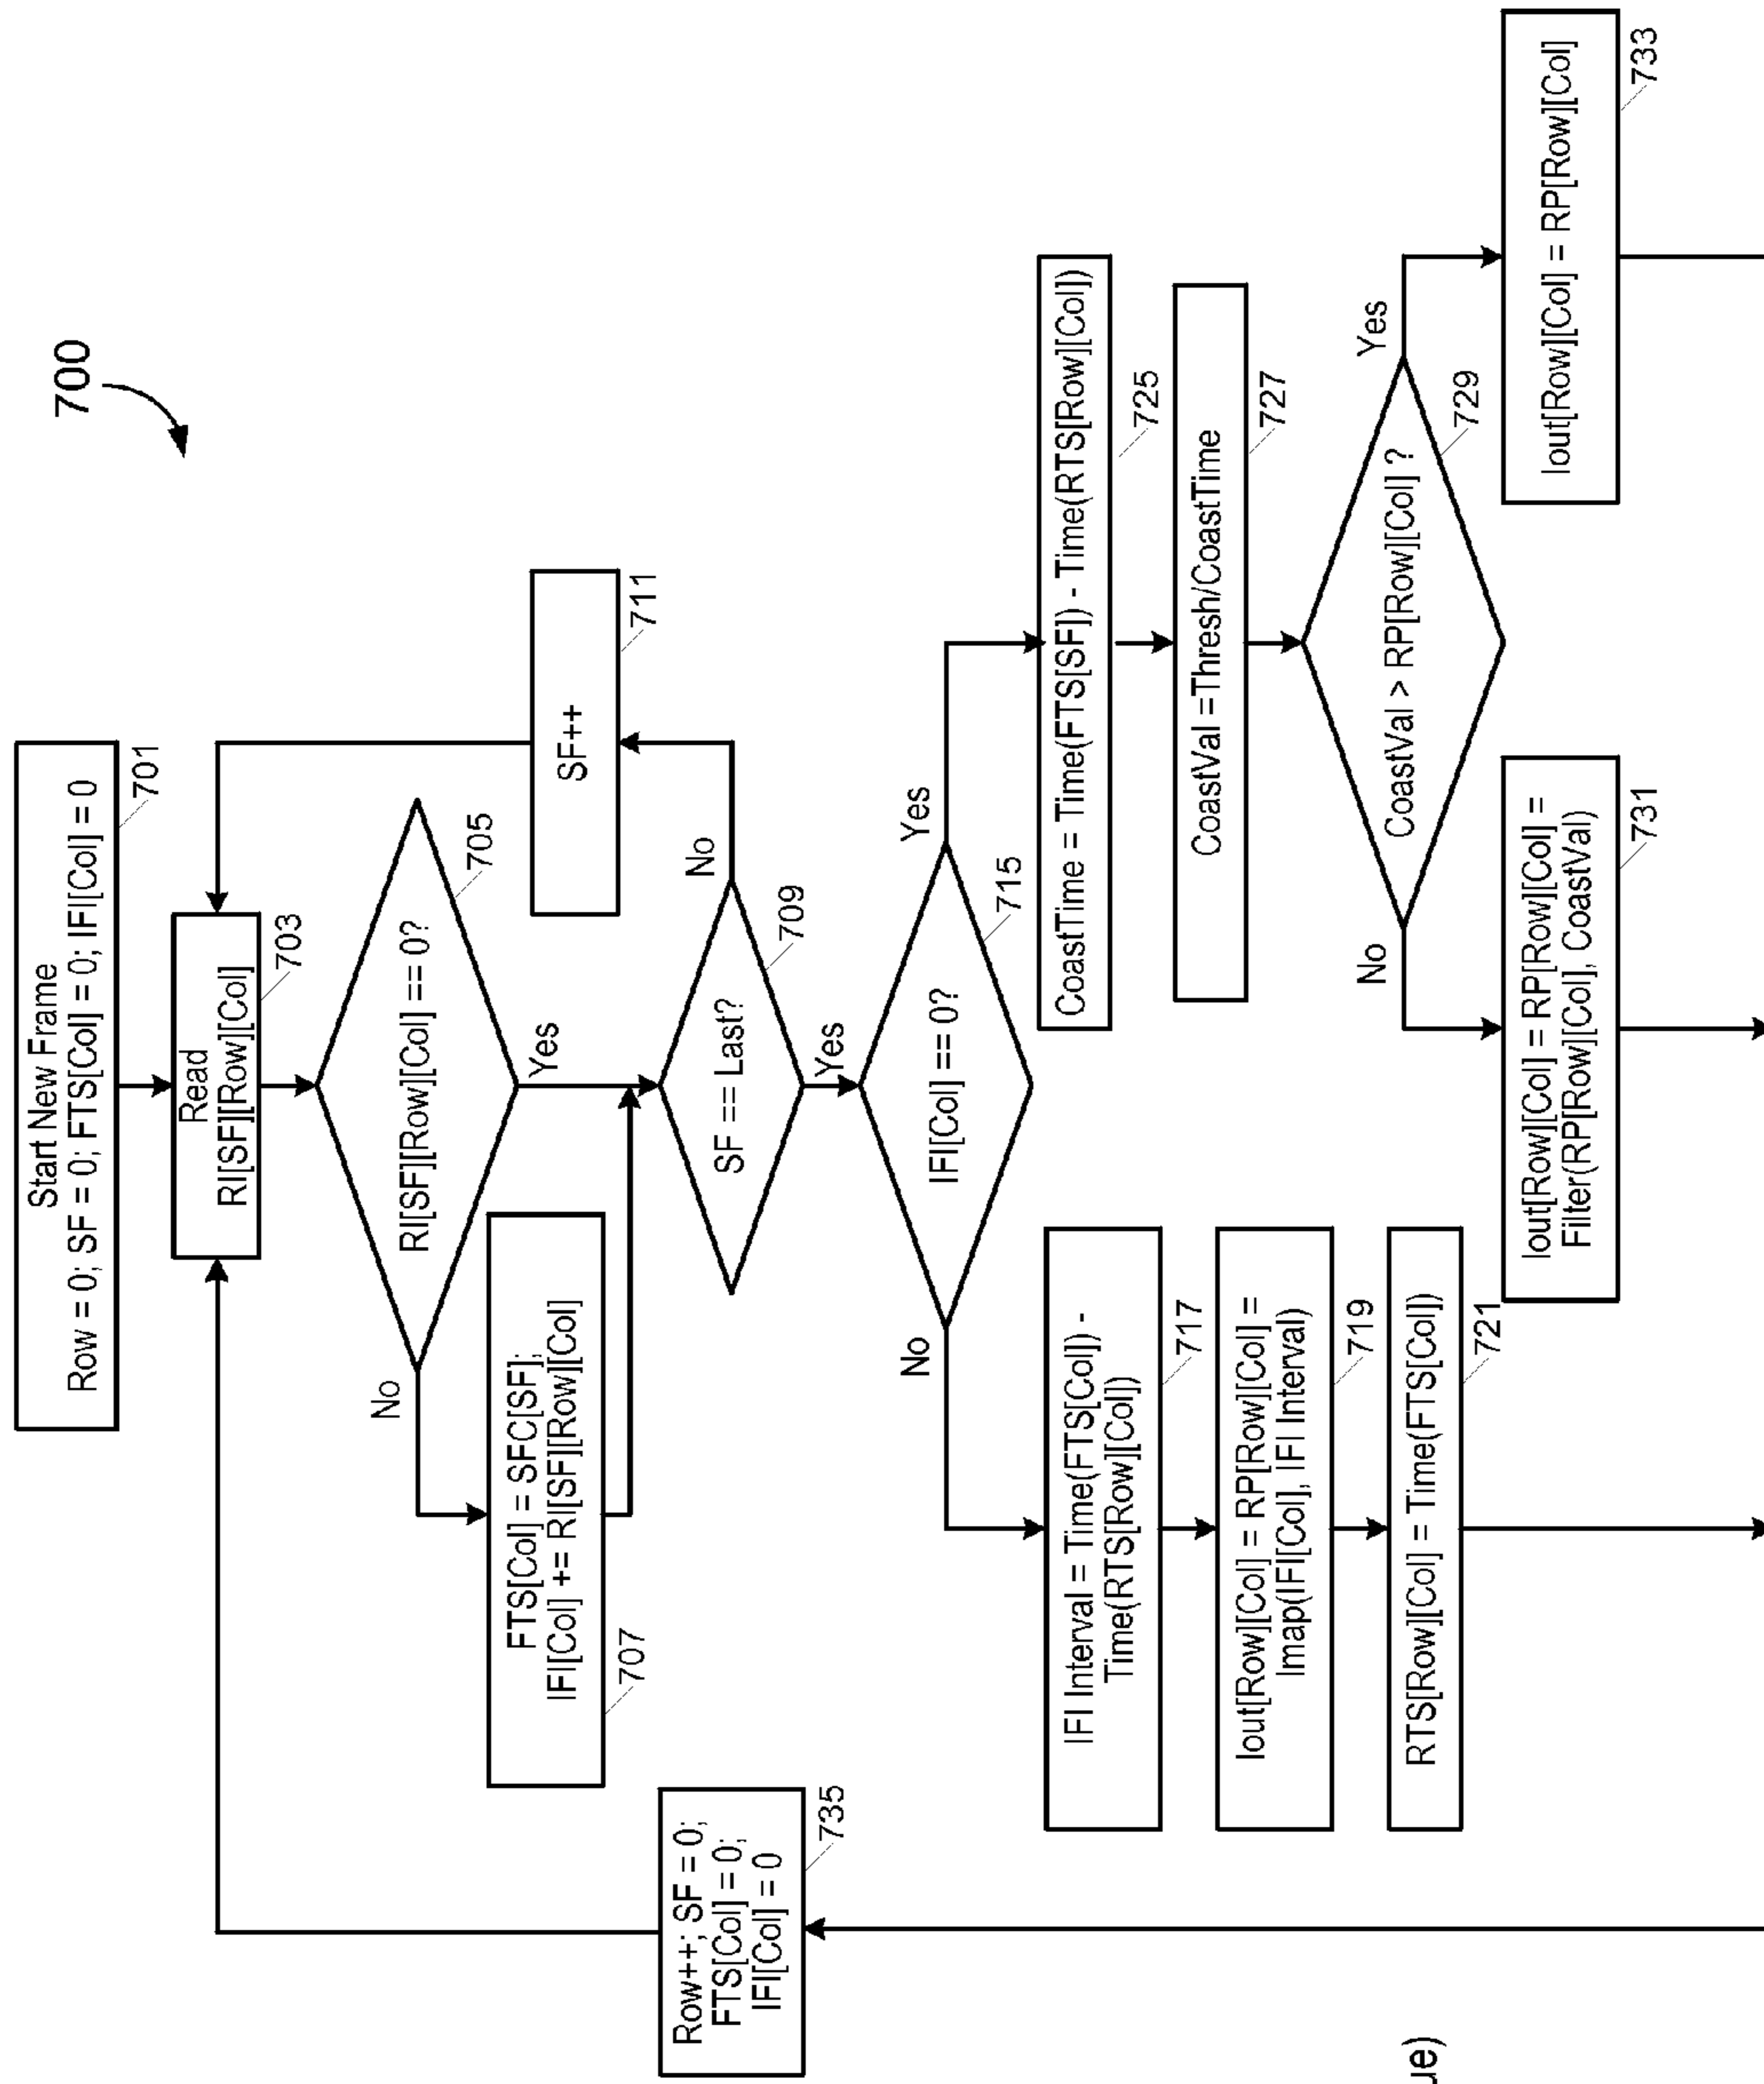 700
Start New Frame
Row = 0; SF = 0; FTS[Col] = 0; IFI[Col] = 0
701
Read
RI[SF][Row][Col]
703
RI[SF][Row][Col] == 0?
705
No
Yes
FTS[Col] = SFC[SF];
IFI[Col] += RI[SF][Row][Col]
707
SF == Last?
709
No
Yes
SF++
711
IFI[Col] == 0?
715
No
Yes
IFI Interval = Time(FTS[Col]) -
Time(RTS[Row][Col])
717
Iout[Row][Col] = RP[Row][Col] =
Imap(IFI[Col], IFI Interval)
719
RTS[Row][Col] = Time(FTS[Col])
721
CoastTime = Time(FTS[SF]) - Time(RTS[Row][Col])
725
CoastVal =Thresh/CoastTime
727
CoastVal > RP[Row][Col] ?
729
No
Yes
Iout[Row][Col] = RP[Row][Col] =
Filter(RP[Row][Col], CoastVal)
731
Iout[Row][Col] = RP[Row][Col]
733
Row++; SF = 0;
FTS[Col] = 0;
IFI[Col] = 0
735
ue)